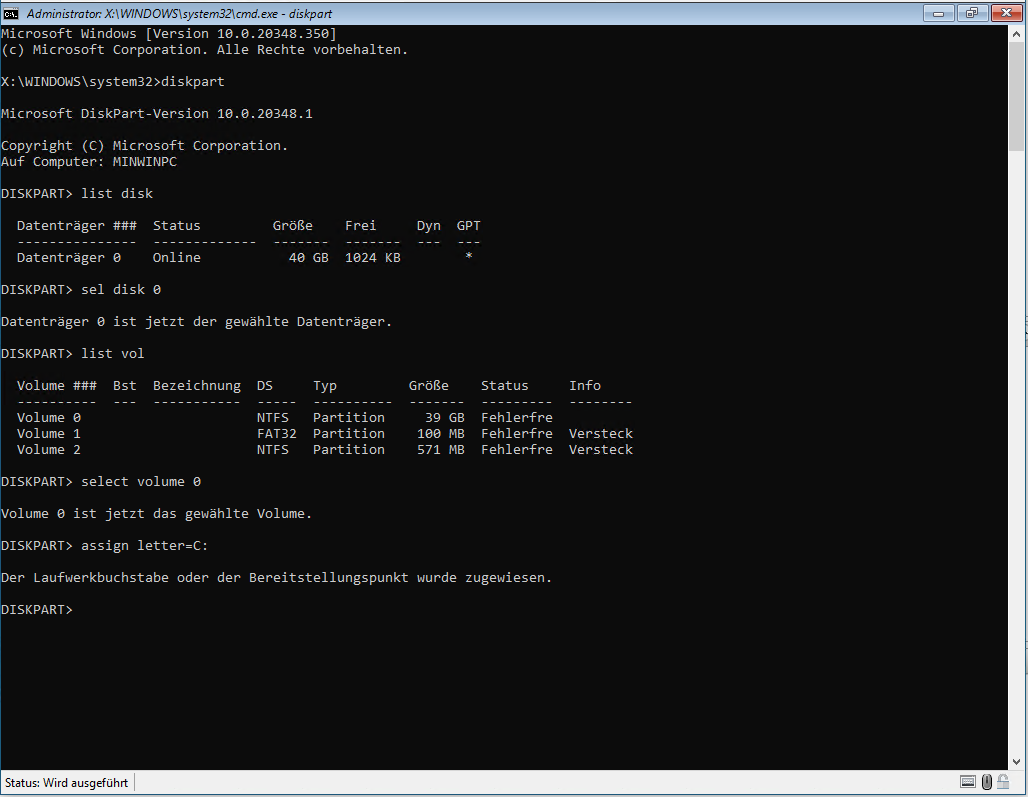 Administrator: X:\WINDOWS\system32\cmd.exe - diskpart
Microsoft Windows [Version 10.0.20348.350]
(c) Microsoft Corporation. Alle Rechte vorbehalten.
X:\WINDOWS\system32>diskpart
Microsoft DiskPart-Version 10.0.20348.1
Copyright (C) Microsoft Corporation.
Auf Computer: MINWINPC
DISKPART> list disk
  Datenträger ###  Status         Größe    Frei     Dyn  GPT
  ---------------  -------------  -------  -------  ---  ---
  Datenträger 0    Online           40 GB  1024 KB        *
DISKPART> sel disk 0
Datenträger 0 ist jetzt der gewählte Datenträger.
DISKPART> list vol
  Volume ###  Bst  Bezeichnung  DS     Typ         Größe    Status     Info
  ----------  ---  -----------  -----  ----------  -------  ---------  --------
  Volume 0                      NTFS   Partition     39 GB  Fehlerfre
  Volume 1                      FAT32  Partition    100 MB  Fehlerfre  Versteck
  Volume 2                      NTFS   Partition    571 MB  Fehlerfre  Versteck
DISKPART> select volume 0
Volume 0 ist jetzt das gewählte Volume.
DISKPART> assign letter=C:
Der Laufwerkbuchstabe oder der Bereitstellungspunkt wurde zugewiesen.
DISKPART>
Status: Wird ausgeführt